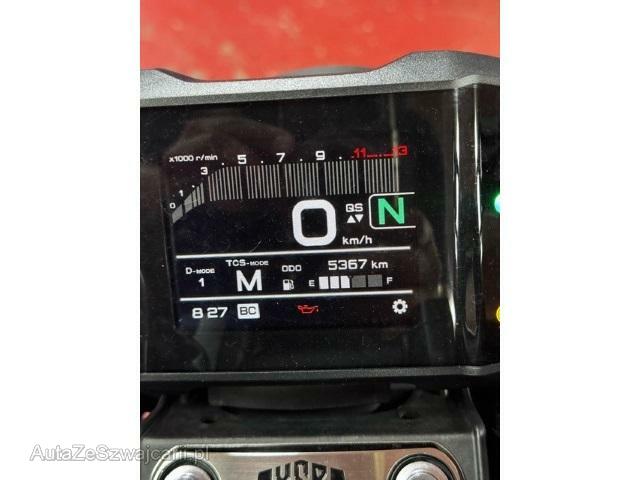 x1000 r/min
0 1 3 5 7 9 11 13
QS N
0 km/h
TCS-MODE ODO 5367 km
D-MODE 1 M E F
8 27 BC
AutaZeSzwajcarii.pl
XSR